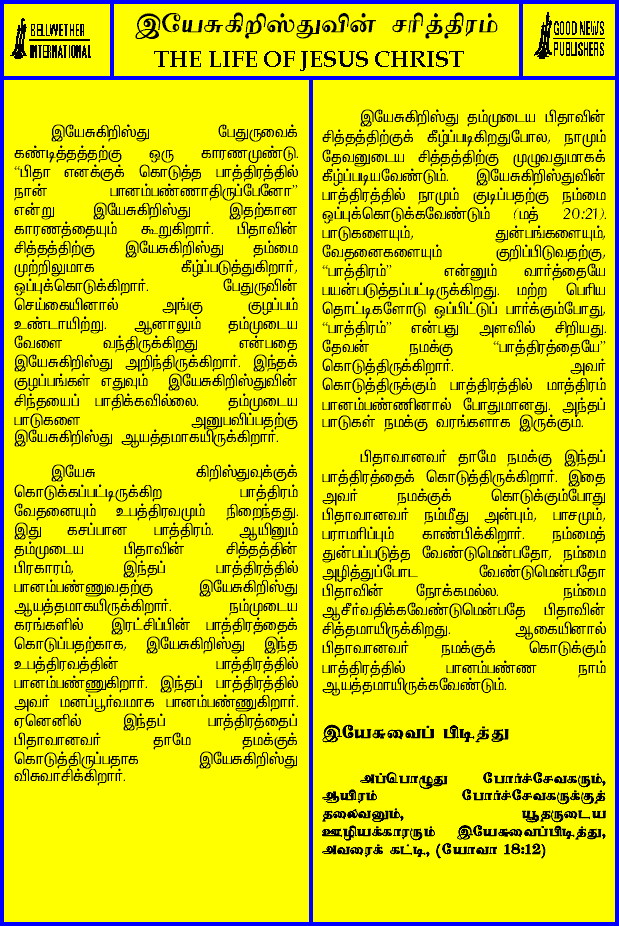 BELLWETHER
INTERNATIONAL
இயேசுகிறிஸ்துவின் சரித்திரம்
THE LIFE OF JESUS CHRIST
GOOD NEWS
PUBLISHERS
இயேசுகிறிஸ்து பேதுருவைக்
கண்டித்ததற்கு ஒரு காரணமுண்டு.
“பிதா எனக்குக் கொடுத்த பாத்திரத்தில்
நான் பானம்பண்ணாதிருப்பேனோ”
என்று இயேசுகிறிஸ்து இதற்கான
காரணத்தையும் கூறுகிறார். பிதாவின்
சித்தத்திற்கு இயேசுகிறிஸ்து தம்மை
முற்றிலுமாக கீழ்ப்படுத்துகிறார்,
ஒப்புக்கொடுக்கிறார். பேதுருவின்
செய்கையினால் அங்கு குழப்பம்
உண்டாயிற்று. ஆனாலும் தம்முடைய
வேளை வந்திருக்கிறது என்பதை
இயேசுகிறிஸ்து அறிந்திருக்கிறார். இந்தக்
குழப்பங்கள் எதுவும் இயேசுகிறிஸ்துவின்
சிந்தயைப் பாதிக்கவில்லை. தம்முடைய
பாடுகளை அனுபவிப்பதற்கு
இயேசுகிறிஸ்து ஆயத்தமாகயிருக்கிறார்.
இயேசு கிறிஸ்துவுக்குக்
கொடுக்கப்பட்டிருக்கிற பாத்திரம்
வேதனையும் உபத்திரவமும் நிறைந்தது.
இது கசப்பான பாத்திரம். ஆயினும்
தம்முடைய பிதாவின் சித்தத்தின்
பிரகாரம், இந்தப் பாத்திரத்தில்
பானம்பண்ணுவதற்கு இயேசுகிறிஸ்து
ஆயத்தமாகயிருக்கிறார். நம்முடைய
கரங்களில் இரட்சிப்பின் பாத்திரத்தைக்
கொடுப்பதற்காக, இயேசுகிறிஸ்து இந்த
உபத்திரவத்தின் பாத்திரத்தில்
பானம்பண்ணுகிறார். இந்தப் பாத்திரத்தில்
அவர் மனப்பூர்வமாக பானம்பண்ணுகிறார்.
ஏனெனில் இந்தப் பாத்திரத்தைப்
பிதாவானவர் தாமே தமக்குக்
கொடுத்திருப்பதாக இயேசுகிறிஸ்து
விசுவாசிக்கிறார்.
இயேசுகிறிஸ்து தம்முடைய பிதாவின்
சித்தத்திற்குக் கீழ்ப்படிகிறதுபோல, நாமும்
தேவனுடைய சித்தத்திற்கு முழுவதுமாகக்
கீழ்ப்படியவேண்டும். இயேசுகிறிஸ்துவின்
பாத்திரத்தில் நாமும் குடிப்பதற்கு நம்மை
ஒப்புக்கொடுக்கவேண்டும் (மத் 20:21).
பாடுகளையும், துன்பங்களையும்,
வேதனைகளையும் குறிப்பிடுவதற்கு,
“பாத்திரம்” என்னும் வார்த்தையே
பயன்படுத்தப்பட்டிருக்கிறது. மற்ற பெரிய
தொட்டிகளோடு ஒப்பிட்டுப் பார்க்கும்போது,
“பாத்திரம்” என்பது அளவில் சிறியது.
தேவன் நமக்கு “பாத்திரத்தையே”
கொடுத்திருக்கிறார். அவர்
கொடுத்திருக்கும் பாத்திரத்தில் மாத்திரம்
பானம்பண்ணினால் போதுமானது. அந்தப்
பாடுகள் நமக்கு வரங்களாக இருக்கும்.
பிதாவானவர் தாமே நமக்கு இந்தப்
பாத்திரத்தைக் கொடுத்திருக்கிறார். இதை
அவர் நமக்குக் கொடுக்கும்போது
பிதாவானவர் நம்மீது அன்பும், பாசமும்,
பராமரிப்பும் காண்பிக்கிறார். நம்மைத்
துன்பப்படுத்த வேண்டுமென்பதோ, நம்மை
அழித்துப்போட வேண்டுமென்பதோ
பிதாவின் நோக்கமல்ல. நம்மை
ஆசீர்வதிக்கவேண்டுமென்பதே பிதாவின்
சித்தமாயிருக்கிறது. ஆகையினால்
பிதாவானவர் நமக்குக் கொடுக்கும்
பாத்திரத்தில் பானம்பண்ண நாம்
ஆயத்தமாயிருக்கவேண்டும்.
இயேசுவைப் பிடித்து
அப்பொழுது போர்ச்சேவகரும்,
ஆயிரம் போர்ச்சேவகருக்குத்
தலைவனும், யூதருடைய
ஊழியக்காரரும் இயேசுவைப்பிடித்து,
அவரைக் கட்டி, (யோவா 18:12)